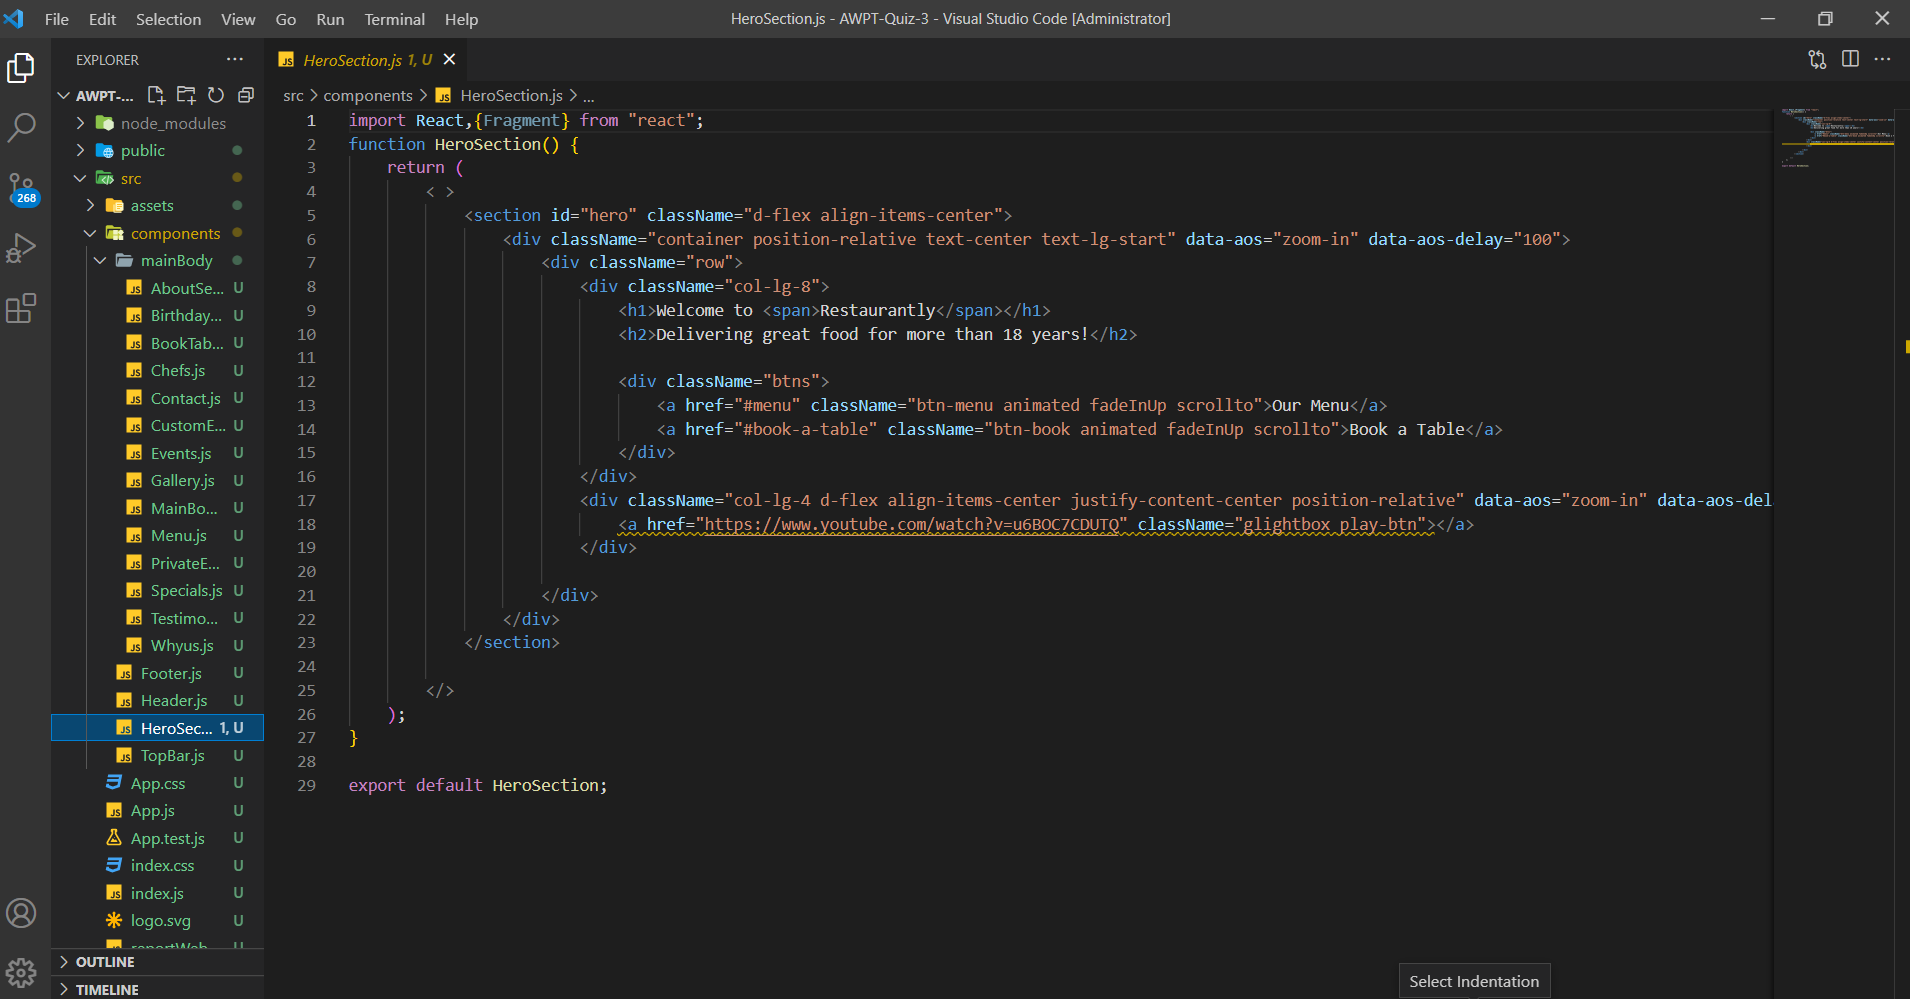 File Edit Selection View Go Run Terminal Help
HeroSection.js - AWPT-Quiz-3 - Visual Studio Code [Administrator]
EXPLORER
AWPT-...
node_modules
public
src
assets
components
mainBody
AboutSe... U
Birthday... U
BookTab... U
Chefs.js U
Contact.js U
CustomE... U
Events.js U
Gallery.js U
MainBo... U
Menu.js U
PrivateE... U
Specials.js U
Testimo... U
Whyus.js U
Footer.js U
Header.js U
HeroSec... 1, U
TopBar.js U
App.css U
App.js U
App.test.js U
index.css U
index.js U
logo.svg U
OUTLINE
TIMELINE
268
HeroSection.js 1, U
src > components > HeroSection.js > ...
1 import React,{Fragment} from "react";
2 function HeroSection() {
3 return (
4 < >
5 <section id="hero" className="d-flex align-items-center">
6 <div className="container position-relative text-center text-lg-start" data-aos="zoom-in" data-aos-delay="100">
7 <div className="row">
8 <div className="col-lg-8">
9 <h1>Welcome to <span>Restaurantly</span></h1>
10 <h2>Delivering great food for more than 18 years!</h2>
11
12 <div className="btns">
13 <a href="#menu" className="btn-menu animated fadeInUp scrollto">Our Menu</a>
14 <a href="#book-a-table" className="btn-book animated fadeInUp scrollto">Book a Table</a>
15 </div>
16 </div>
17 <div className="col-lg-4 d-flex align-items-center justify-content-center position-relative" data-aos="zoom-in" data-aos-del
18 <a href="https://www.youtube.com/watch?v=u6BOC7CDUTQ" className="glightbox play-btn"></a>
19 </div>
20
21 </div>
22 </div>
23 </section>
24
25 </>
26 );
27 }
28
29 export default HeroSection;
Select Indentation